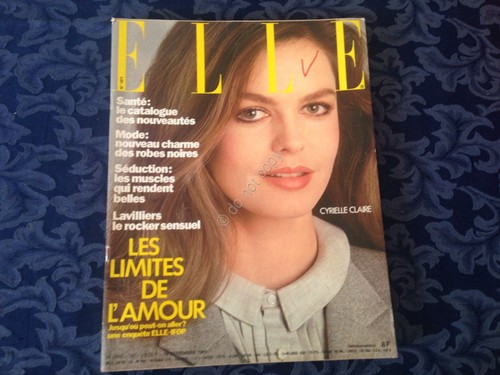 ELLE
Santé:
le catalogue
des nouveautés
Mode:
nouveau charme
des robes noires
Séduction:
les muscles
qui rendent
belles
CYRIELLE CLAIRE
Lavilliers
le rocker sensuel
LES
LIMITES
DE
L'AMOUR
Jusqu'où peut-on aller?
une enquête ELLE-IFOP
8 F